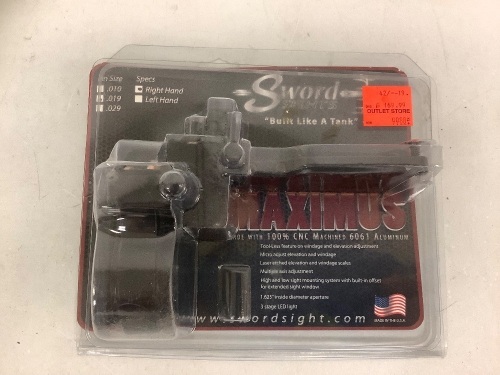 Pin Size
.010
.019
.029
Specs
Right Hand
Left Hand
Sword
"Built Like A Tank"
OUTLET STORE
MAXIMUS
MADE WITH 100% CNC MACHINED 6061 ALUMINUM
Tool-Less feature on windage and elevation adjustment
Micro adjust elevation and windage
Laser etched elevation and windage scales
Multiple axis adjustment
High and low sight mounting system with built-in offset
for extended sight window
1.625" inside diameter aperture
3 stage LED light
MADE IN THE U.S.A.
www.swordsight.com